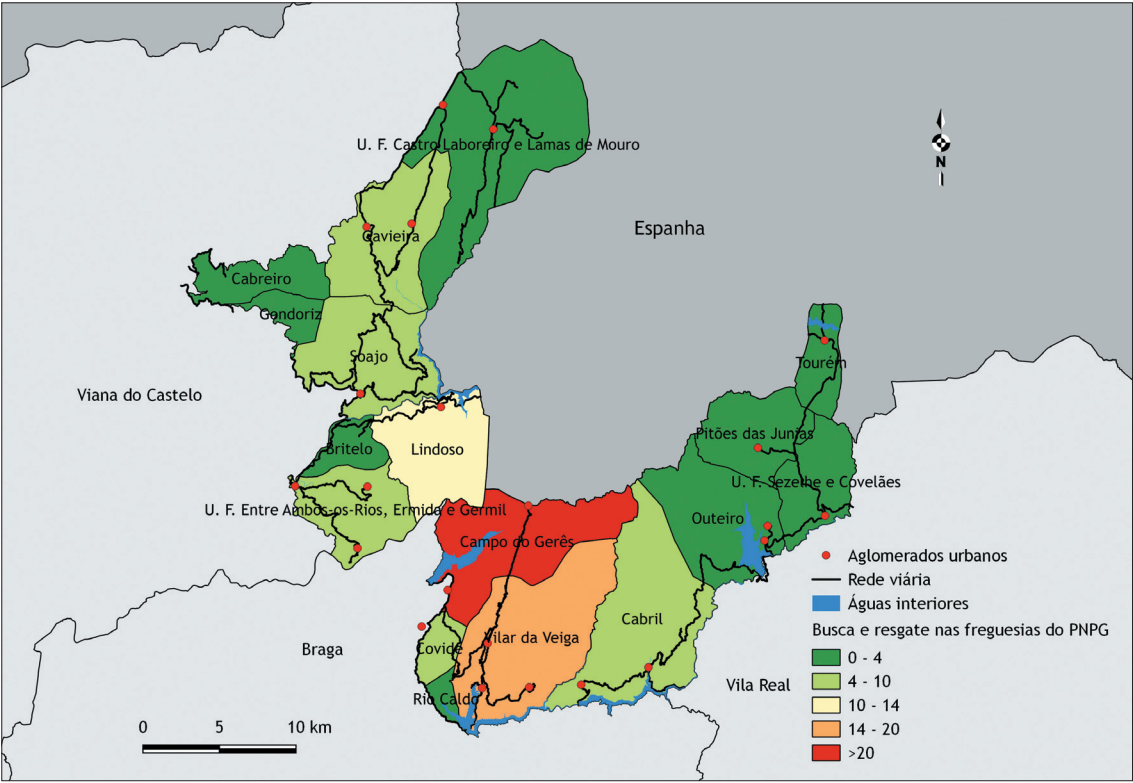 U. F. Castro Laboreiro e Lamas de Mouro
N
Espanha
Gavieira
Cabreiro
Gondoriz
Soajo
Tourém
Viana do Castelo
Pitões das Junias
Britelo
Lindoso
U. F. Sezelhe e Covelães
U. F. Entre Ambos-os-Rios, Ermida e Germil
Outeiro
Campo do Gerês
Aglomerados urbanos
Rede viária
Águas interiores
Cabril
Busca e resgate nas freguesias do PNPG
Vilar da Veiga
Braga
Covide
0 - 4
4 - 10
Vila Real
Rio Caldo
10 - 14
0 5 10 km
14 - 20
>20